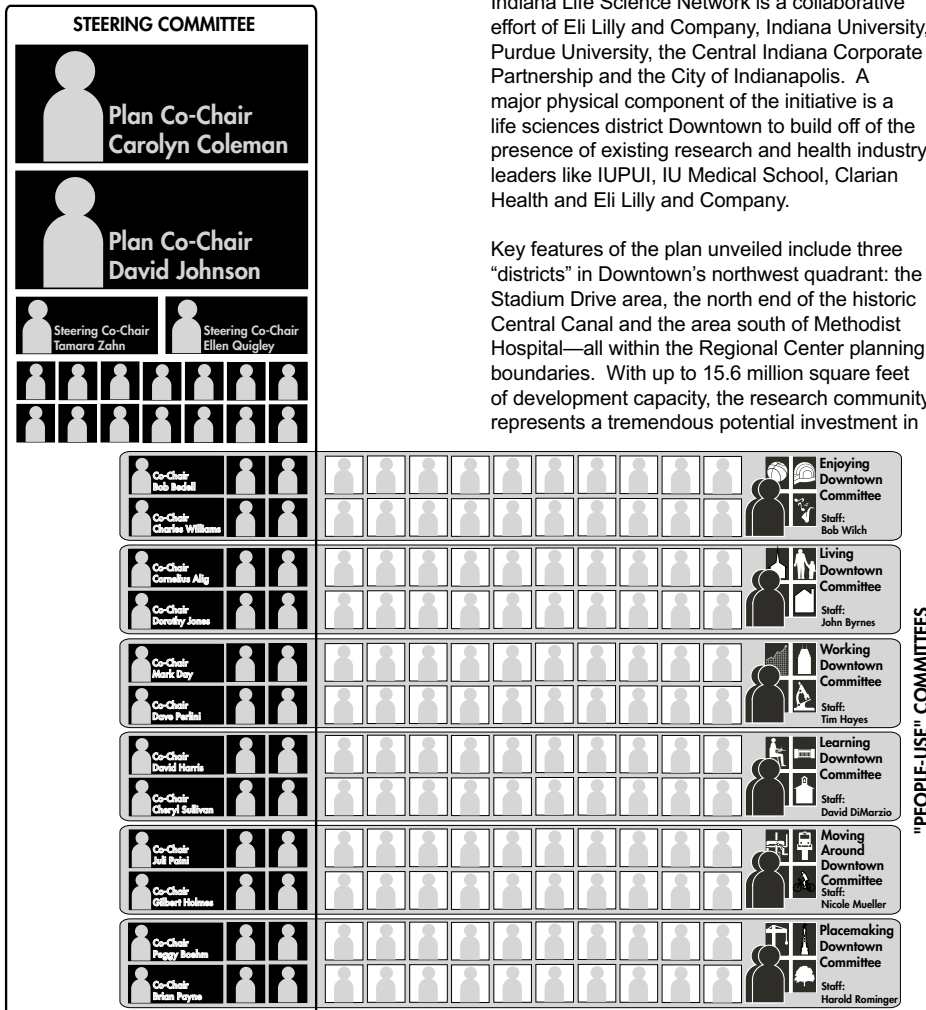 STEERING COMMITTEE
Plan Co-Chair
Carolyn Coleman
Plan Co-Chair
David Johnson
Steering Co-Chair
Tamara Zahn
Steering Co-Chair
Ellen Quigley
Indiana Life Science Network is a collaborative
effort of Eli Lilly and Company, Indiana University,
Purdue University, the Central Indiana Corporate
Partnership and the City of Indianapolis.  A
major physical component of the initiative is a
life sciences district Downtown to build off of the
presence of existing research and health industry
leaders like IUPUI, IU Medical School, Clarian
Health and Eli Lilly and Company.
Key features of the plan unveiled include three
“districts” in Downtown’s northwest quadrant: the
Stadium Drive area, the north end of the historic
Central Canal and the area south of Methodist
Hospital—all within the Regional Center planning
boundaries.  With up to 15.6 million square feet
of development capacity, the research community
represents a tremendous potential investment in
Co-Chair
Bob Bedell
Co-Chair
Charles Williams
Enjoying
Downtown
Committee
Staff:
Bob Wilch
Co-Chair
Cornelius Alig
Co-Chair
Dorothy Jones
Living
Downtown
Committee
Staff:
John Byrnes
Co-Chair
Mark Day
Co-Chair
Dave Perlini
Working
Downtown
Committee
Staff:
Tim Hayes
Co-Chair
David Harris
Co-Chair
Cheryl Sullivan
Learning
Downtown
Committee
Staff:
David DiMarzio
Co-Chair
Juli Paini
Co-Chair
Gilbert Holmes
Moving
Around
Downtown
Committee
Staff:
Nicole Mueller
Co-Chair
Peggy Boehm
Co-Chair
Brian Payne
Placemaking
Downtown
Committee
Staff:
Harold Rominger
"PEOPLE-USE" COMMITTEES